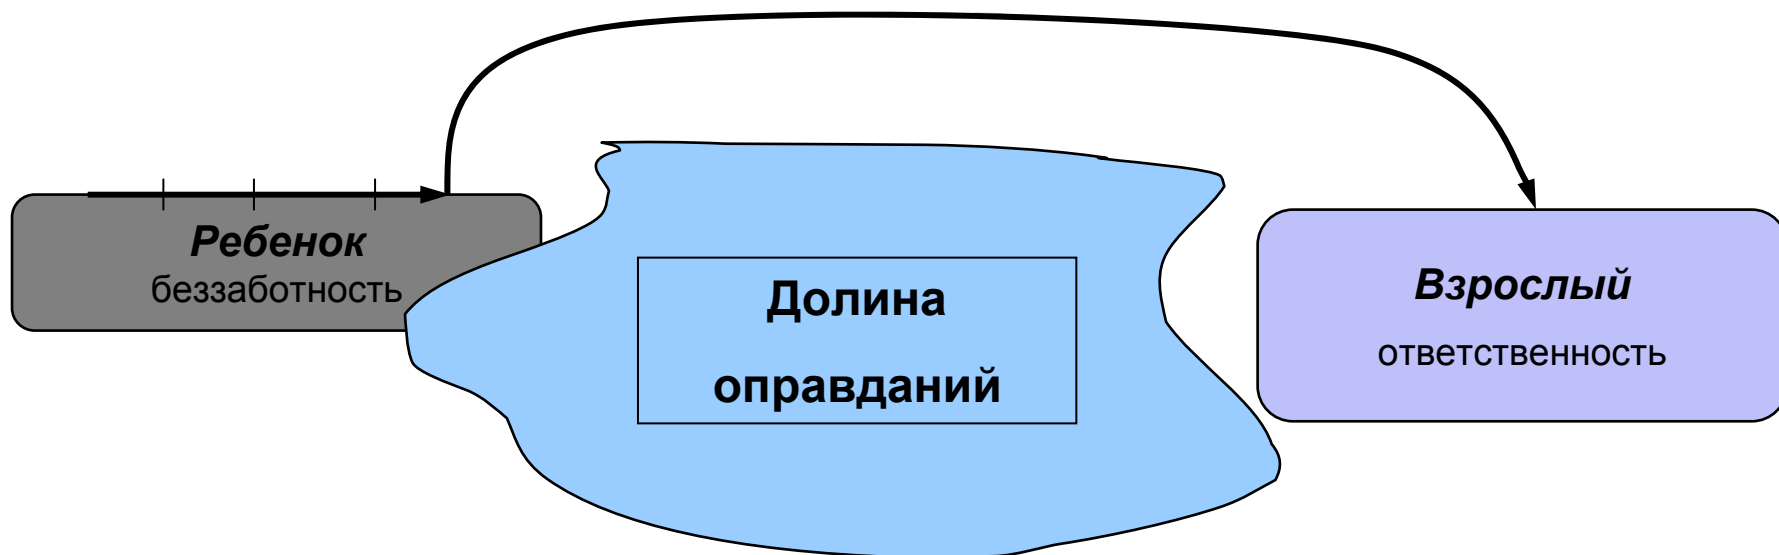 Ребенок
беззаботность
Долина
оправданий
Взрослый
ответственность